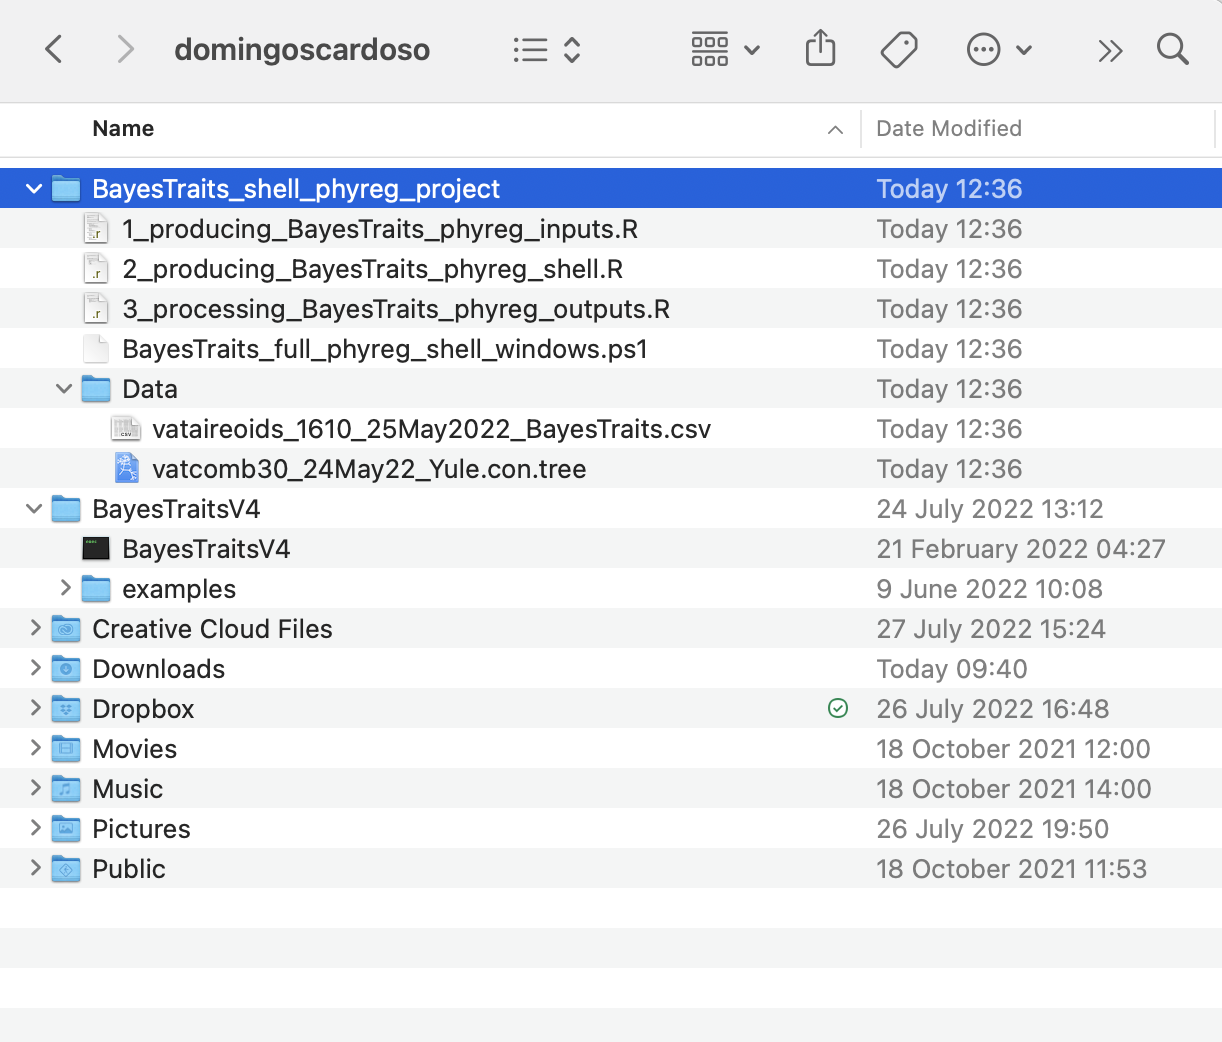 domingoscardoso
Name Date Modified
BayesTraits_shell_phyreg_project Today 12:36
1_producing_BayesTraits_phyreg_inputs.R Today 12:36
2_producing_BayesTraits_phyreg_shell.R Today 12:36
3_processing_BayesTraits_phyreg_outputs.R Today 12:36
BayesTraits_full_phyreg_shell_windows.ps1 Today 12:36
Data Today 12:36
vataireoids_1610_25May2022_BayesTraits.csv Today 12:36
vatcomb30_24May22_Yule.con.tree Today 12:36
BayesTraitsV4 24 July 2022 13:12
BayesTraitsV4 21 February 2022 04:27
examples 9 June 2022 10:08
Creative Cloud Files 27 July 2022 15:24
Downloads Today 09:40
Dropbox 26 July 2022 16:48
Movies 18 October 2021 12:00
Music 18 October 2021 14:00
Pictures 26 July 2022 19:50
Public 18 October 2021 11:53